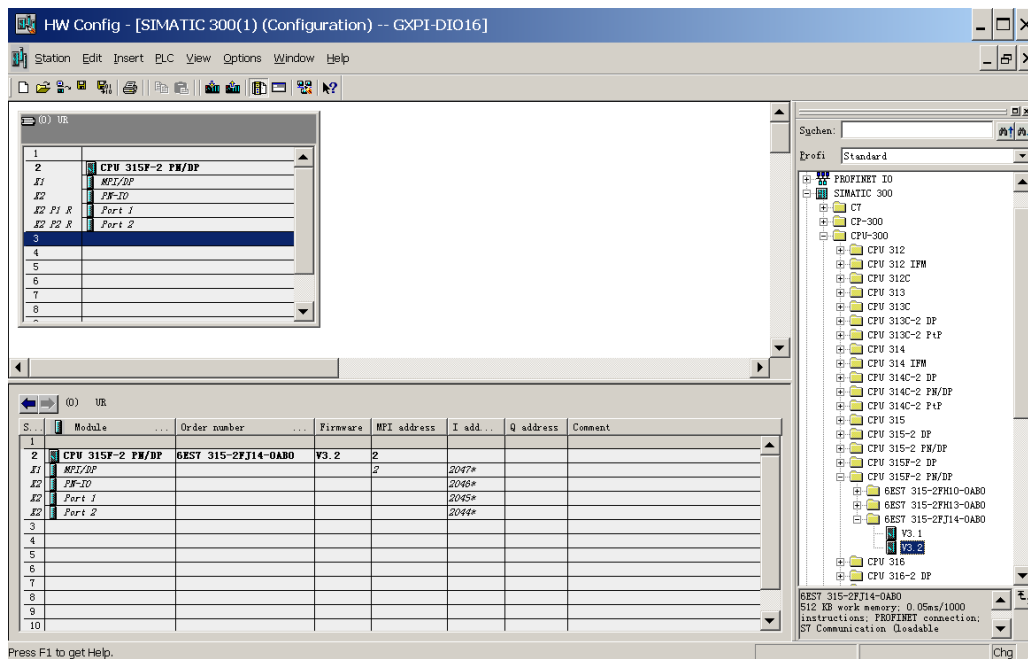 HW Config - [SIMATIC 300(1) (Configuration) -- GXPI-DIO16]
Station Edit Insert PLC View Options Window Help
(0) UR
1
2 CPU 315F-2 PN/DP
X1 MPI/DP
X2 PN-IO
X2 P1 R Port 1
X2 P2 R Port 2
3
4
5
6
7
8
Suchen:
Profi Standard
PROFINET IO
SIMATIC 300
C7
CP-300
CPU-300
CPU 312
CPU 312 IFM
CPU 312C
CPU 313
CPU 313C
CPU 313C-2 DP
CPU 313C-2 PtP
CPU 314
CPU 314 IFM
CPU 314C-2 DP
CPU 314C-2 PN/DP
CPU 314C-2 PtP
CPU 315
CPU 315-2 DP
CPU 315-2 PN/DP
CPU 315F-2 DP
CPU 315F-2 PN/DP
6ES7 315-2FH10-0AB0
6ES7 315-2FH13-0AB0
6ES7 315-2FJ14-0AB0
V3.1
V3.2
CPU 316
CPU 316-2 DP
6ES7 315-2FJ14-0AB0
512 KB work memory; 0.05ms/1000
instructions; PROFINET connection;
S7 Communication (loadable
(0) UR
S... Module ... Order number ... Firmware MPI address I add... Q address Comment
1
2 CPU 315F-2 PN/DP 6ES7 315-2FJ14-0AB0 V3.2 2
X1 MPI/DP 2 2047*
X2 PN-IO 2046*
X2 Port 1 2045*
X2 Port 2 2044*
3
4
5
6
7
8
9
10
Press F1 to get Help.
Chg